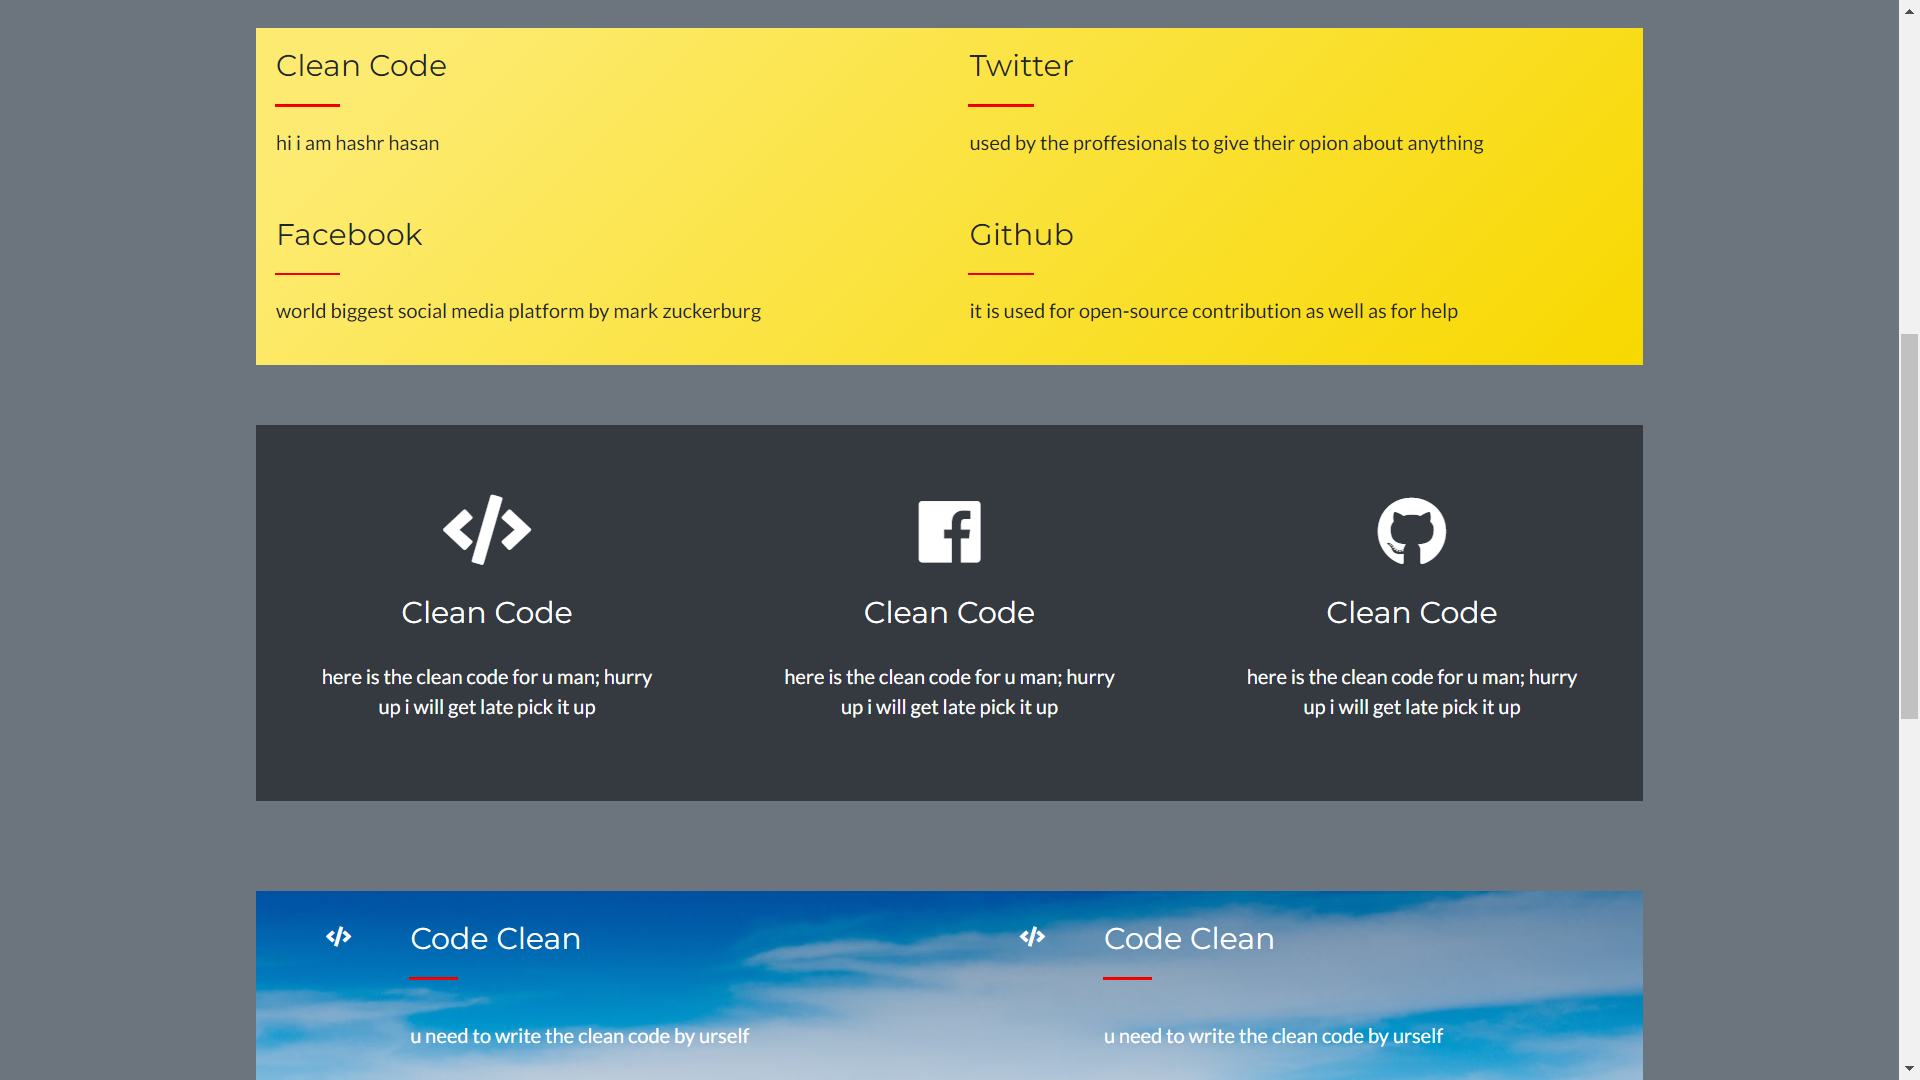 Clean Code
Twitter
hi i am hashr hasan
used by the proffesionals to give their opion about anything
Facebook
Github
world biggest social media platform by mark zuckerburg
it is used for open-source contribution as well as for help
Clean Code
here is the clean code for u man; hurry
up i will get late pick it up
Clean Code
here is the clean code for u man; hurry
up i will get late pick it up
Clean Code
here is the clean code for u man; hurry
up i will get late pick it up
Code Clean
u need to write the clean code by urself
Code Clean
u need to write the clean code by urself